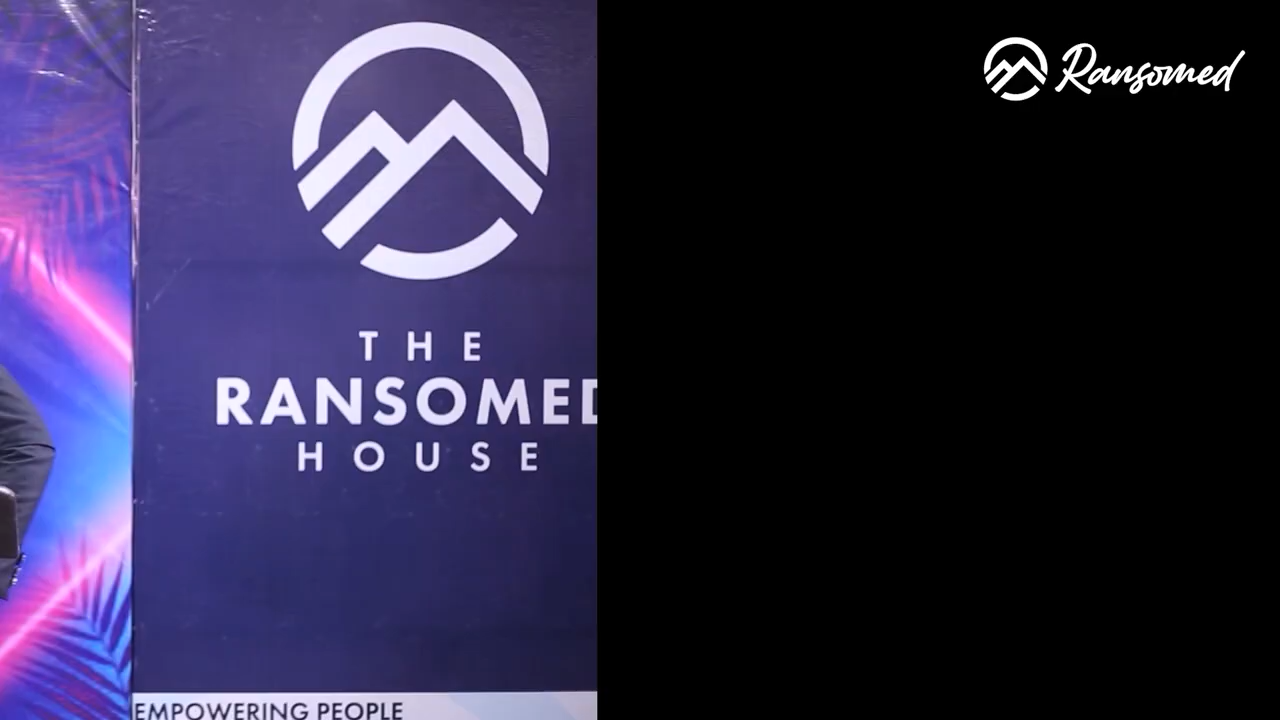 THE
RANSOMED
HOUSE
EMPOWERING PEOPLE
Ransomed